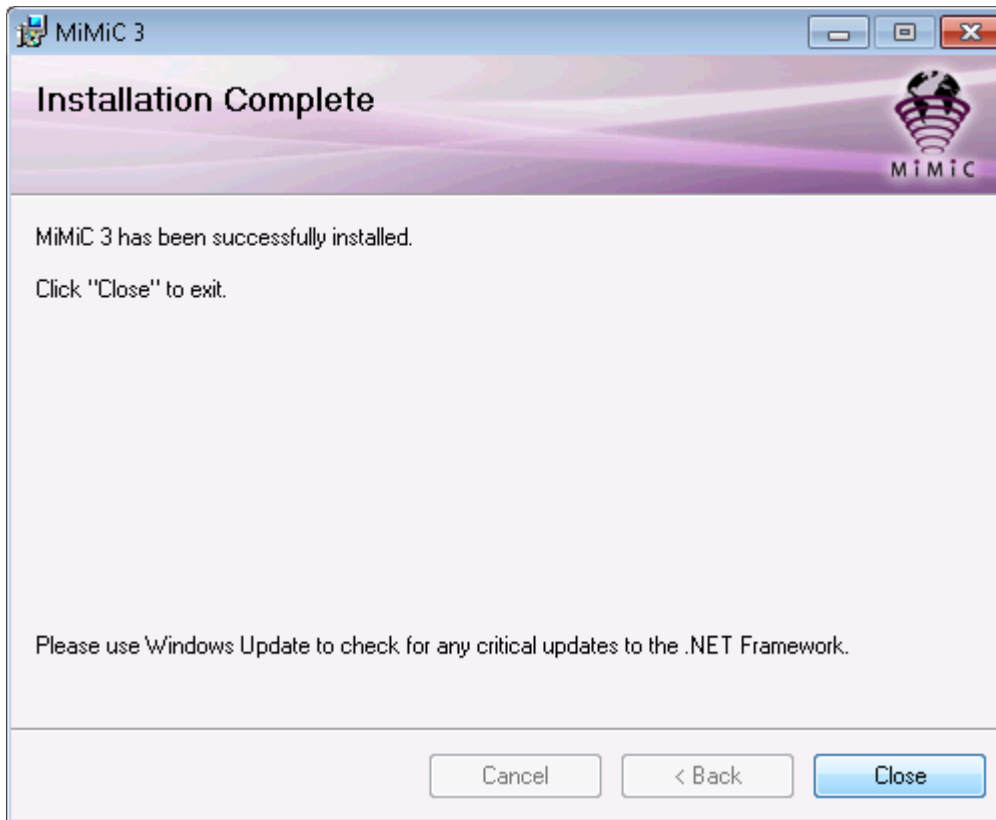 MiMiC 3
Installation Complete
MiMiC
MiMiC 3 has been successfully installed.
Click "Close" to exit.
Please use Windows Update to check for any critical updates to the .NET Framework.
Cancel
< Back
Close